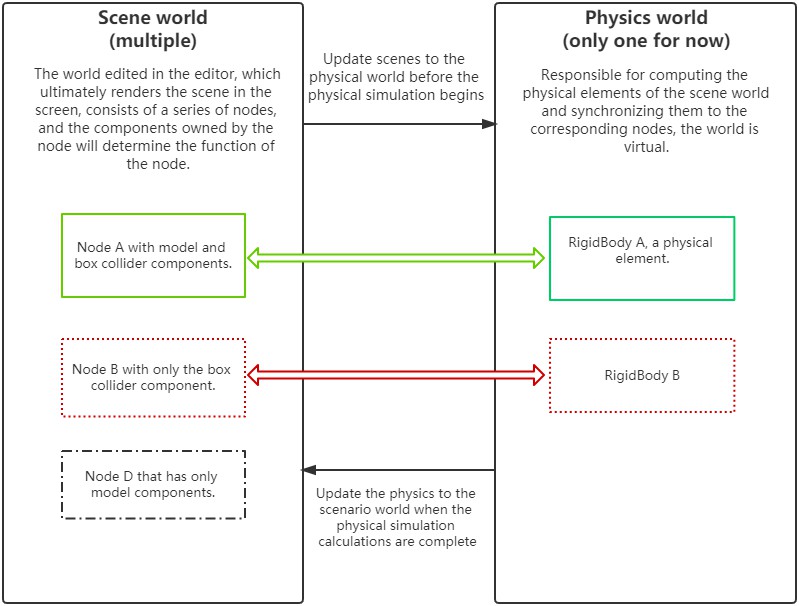 Scene world
(multiple)
The world edited in the editor, which
ultimately renders the scene in the
screen, consists of a series of nodes,
and the components owned by the
node will determine the function of
the node.
Update scenes to the
physical world before the
physical simulation begins
Physics world
(only one for now)
Responsible for computing the
physical elements of the scene world
and synchronizing them to the
corresponding nodes, the world is
virtual.
Node A with model and
box collider components.
RigidBody A, a physical
element.
Node B with only the box
collider component.
RigidBody B
Node D that has only
model components.
Update the physics to the
scenario world when the
physical simulation
calculations are complete